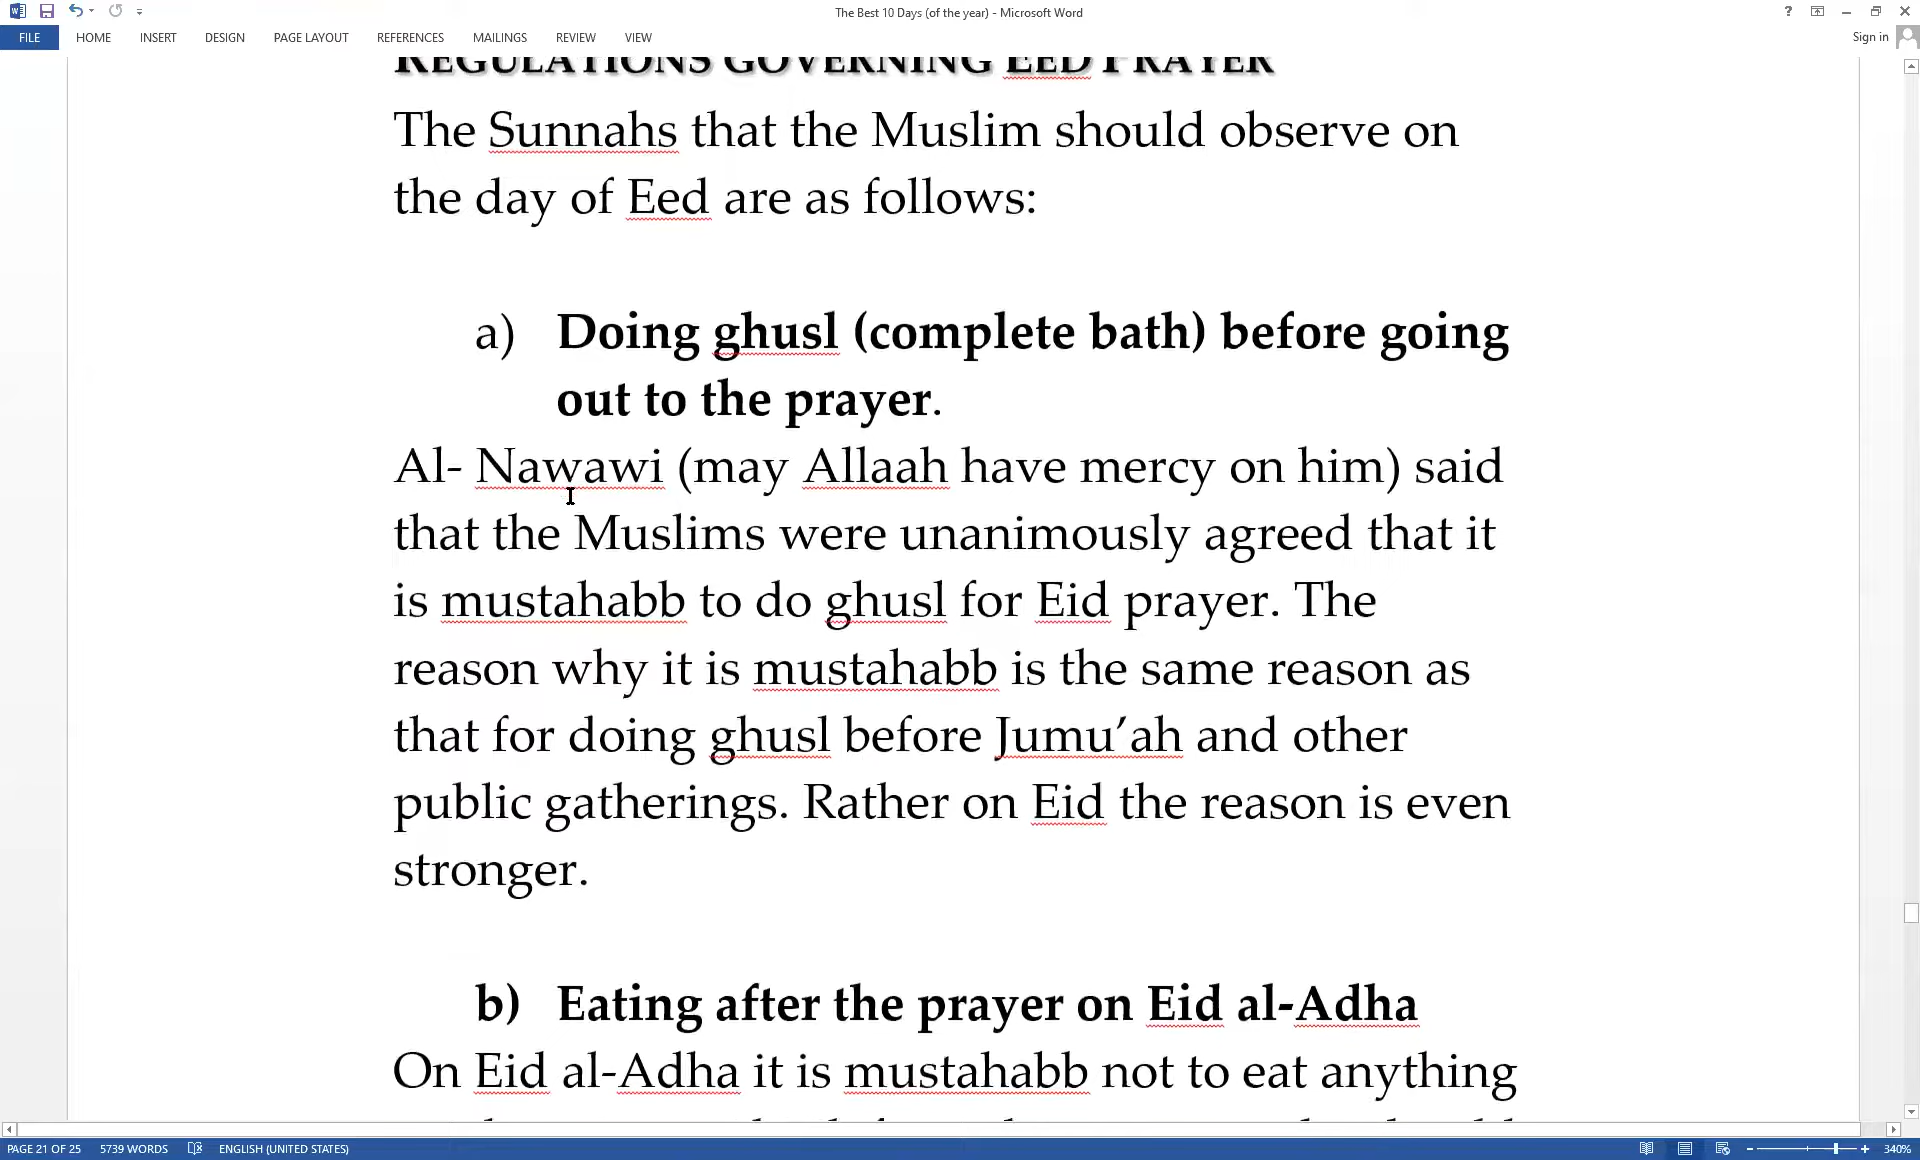 The Best 10 Days (of the year) - Microsoft Word
?
FILE HOME INSERT DESIGN PAGE LAYOUT REFERENCES MAILINGS REVIEW VIEW Sign in
REGULATIONS GOVERNING EED PRAYER
The Sunnahs that the Muslim should observe on
the day of Eed are as follows:
a) Doing ghusl (complete bath) before going
out to the prayer.
Al- Nawawi (may Allaah have mercy on him) said
that the Muslims were unanimously agreed that it
is mustahabb to do ghusl for Eid prayer. The
reason why it is mustahabb is the same reason as
that for doing ghusl before Jumu’ah and other
public gatherings. Rather on Eid the reason is even
stronger.
b) Eating after the prayer on Eid al-Adha
On Eid al-Adha it is mustahabb not to eat anything
PAGE 21 OF 25 5739 WORDS ENGLISH (UNITED STATES) 340%